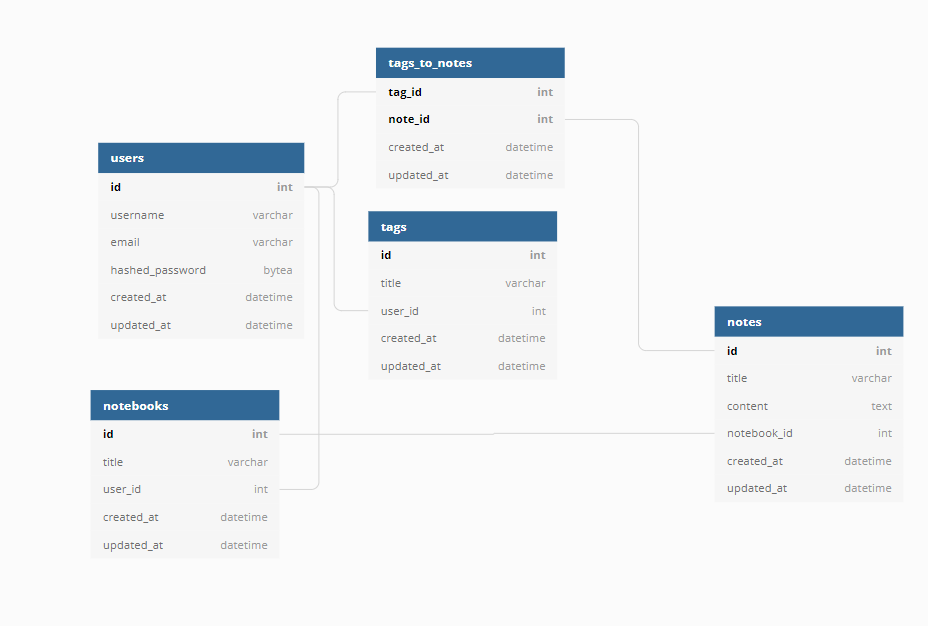 tags_to_notes
tag_id int
note_id int
created_at datetime
updated_at datetime
users
id int
username varchar
email varchar
hashed_password bytea
created_at datetime
updated_at datetime
tags
id int
title varchar
user_id int
created_at datetime
updated_at datetime
notes
id int
title varchar
content text
notebook_id int
created_at datetime
updated_at datetime
notebooks
id int
title varchar
user_id int
created_at datetime
updated_at datetime